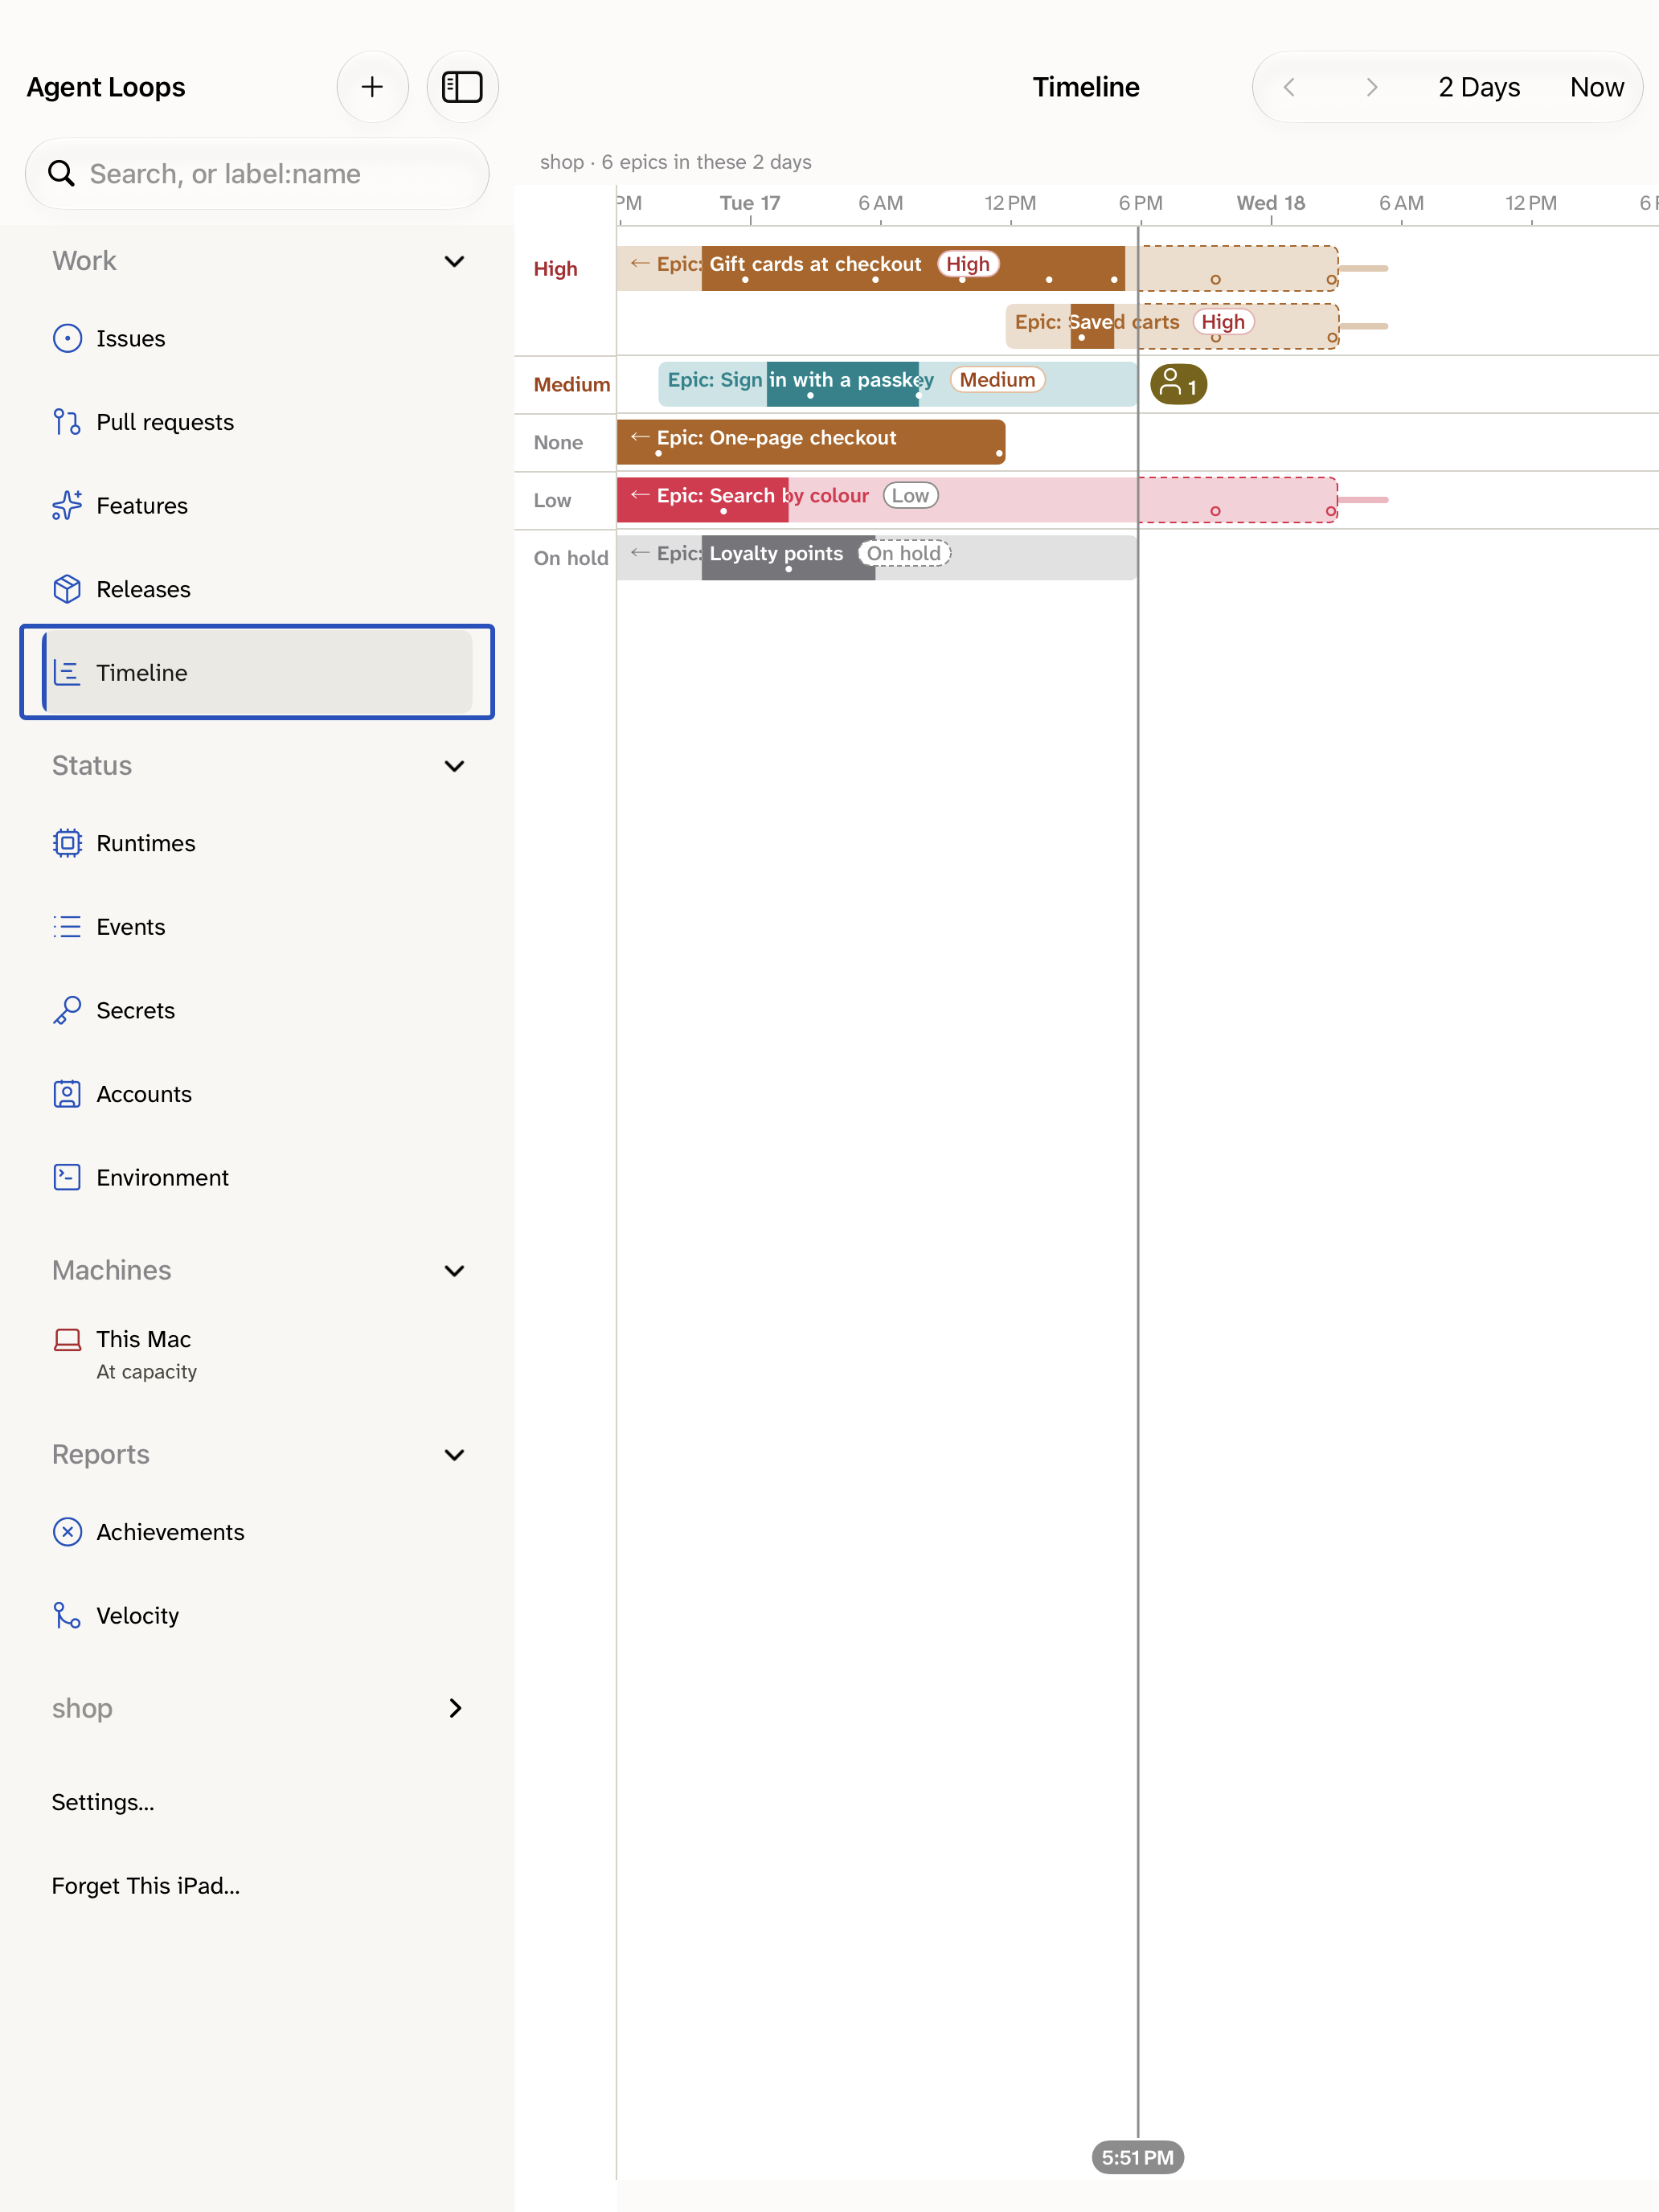 Agent Loops
Timeline
2 Days
Now
Search, or label:name
shop · 6 epics in these 2 days
PM
Tue 17
6 AM
12 PM
6 PM
Wed 18
6 AM
12 PM
Work
Issues
Pull requests
Features
Releases
Timeline
Status
Runtimes
Events
Secrets
Accounts
Environment
Machines
This Mac
At capacity
Reports
Achievements
Velocity
shop
Settings...
Forget This iPad...
High
← Epic: Gift cards at checkout High
Epic: Saved carts High
Medium
Epic: Sign in with a passkey Medium
1
None
← Epic: One-page checkout
Low
← Epic: Search by colour Low
On hold
← Epic: Loyalty points On hold
5:51 PM